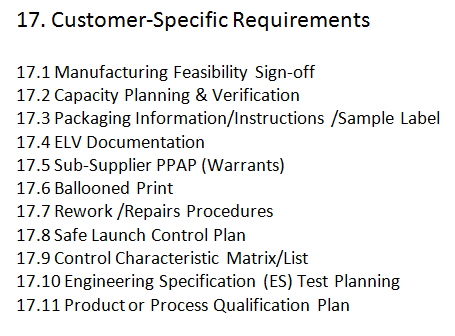 17. Customer-Specific Requirements
17.1 Manufacturing Feasibility Sign-off
17.2 Capacity Planning & Verification
17.3 Packaging Information/Instructions /Sample Label
17.4 ELV Documentation
17.5 Sub-Supplier PPAP (Warrants)
17.6 Ballooned Print
17.7 Rework /Repairs Procedures
17.8 Safe Launch Control Plan
17.9 Control Characteristic Matrix/List
17.10 Engineering Specification (ES) Test Planning
17.11 Product or Process Qualification Plan